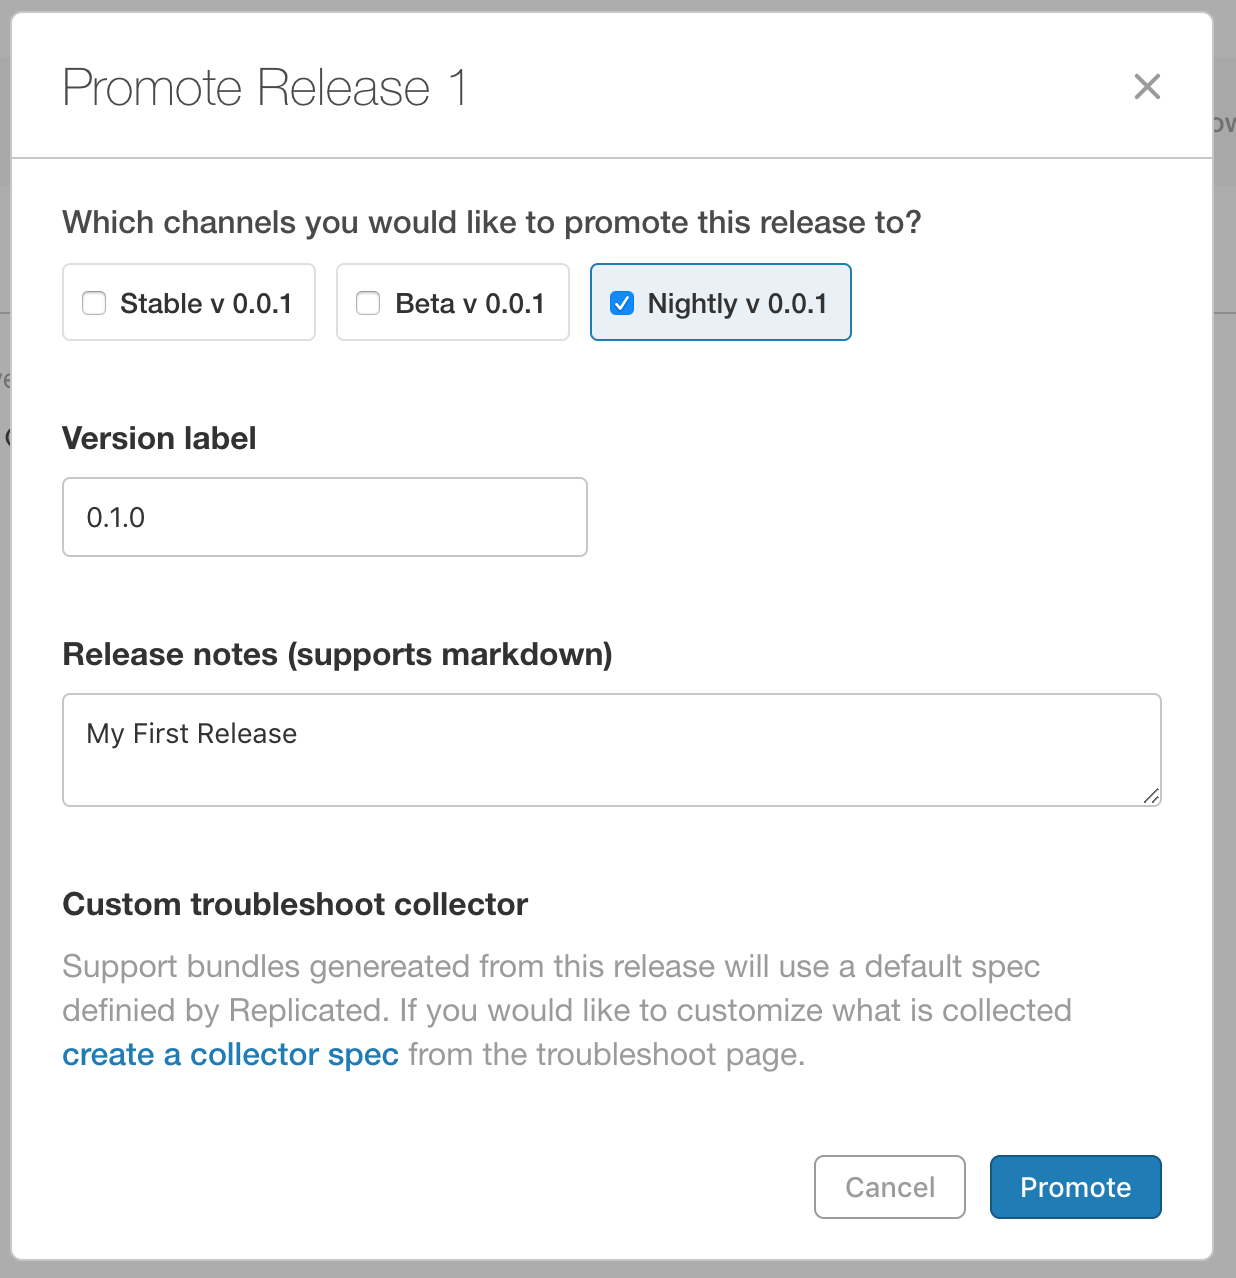 Promote Release 1
Which channels you would like to promote this release to?
Stable v 0.0.1
Beta v 0.0.1
Nightly v 0.0.1
Version label
0.1.0
Release notes (supports markdown)
My First Release
Custom troubleshoot collector
Support bundles genereated from this release will use a default spec
definied by Replicated. If you would like to customize what is collected
create a collector spec from the troubleshoot page.
Cancel
Promote